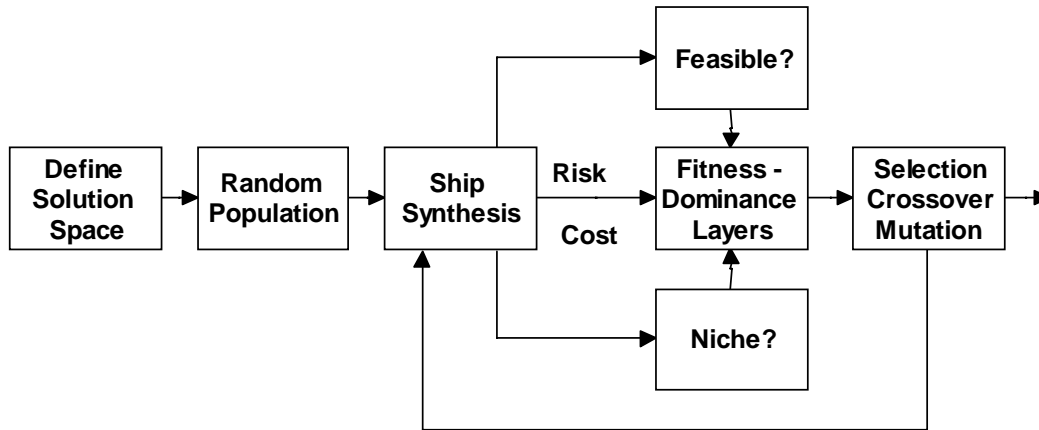 Feasible?
Define
Solution
Space
Random
Population
Ship
Synthesis
Risk
Cost
Fitness -
Dominance
Layers
Selection
Crossover
Mutation
Niche?